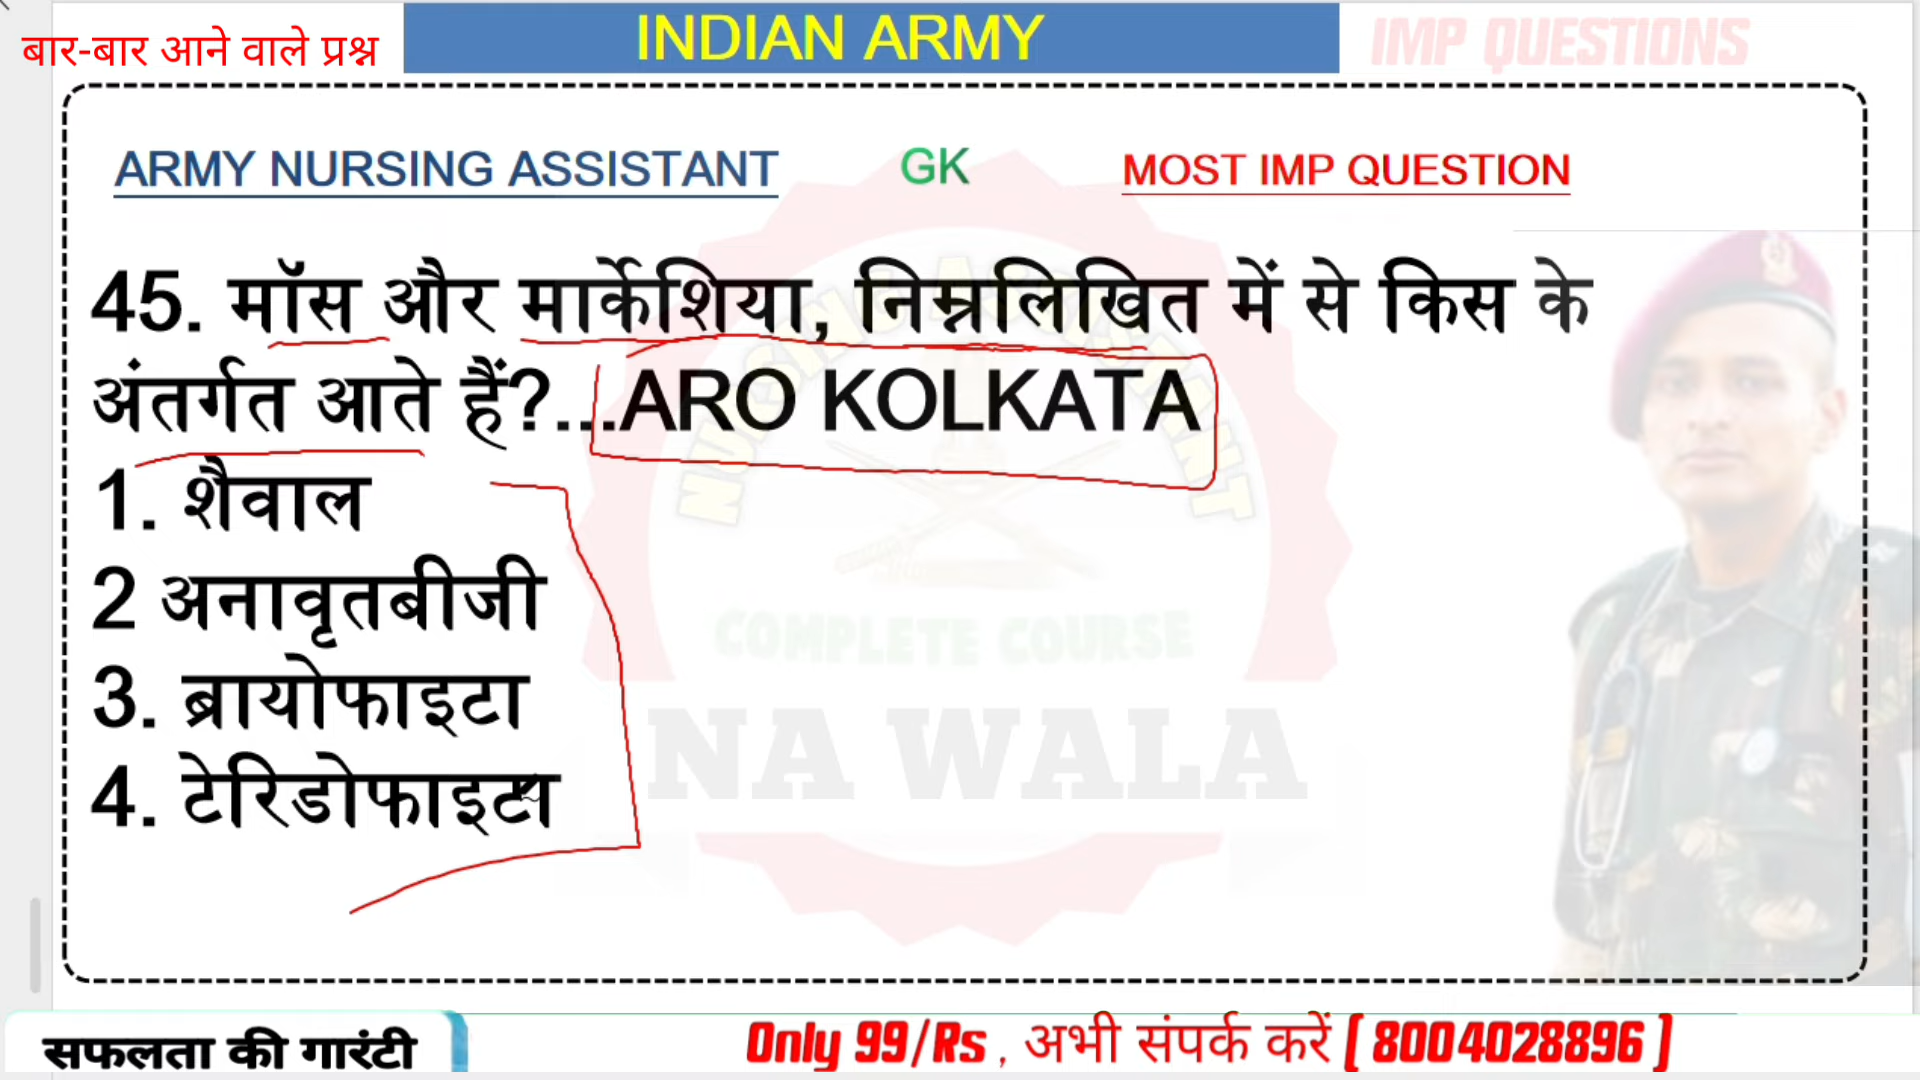 बार-बार आने वाले प्रश्न
INDIAN ARMY
IMP QUESTIONS
ARMY NURSING ASSISTANT
GK
MOST IMP QUESTION
45. मॉस और मार्केशिया, निम्नलिखित में से किस के
अंतर्गत आते हैं?...ARO KOLKATA
1. शैवाल
2 अनावृतबीजी
3. ब्रायोफाइटा
4. टेरिडोफाइटा
NURSING ASSISTANT
COMPLETE COURSE
NA WALA
सफलता की गारंटी
Only 99/Rs , अभी संपर्क करें [ 8004028896 ]